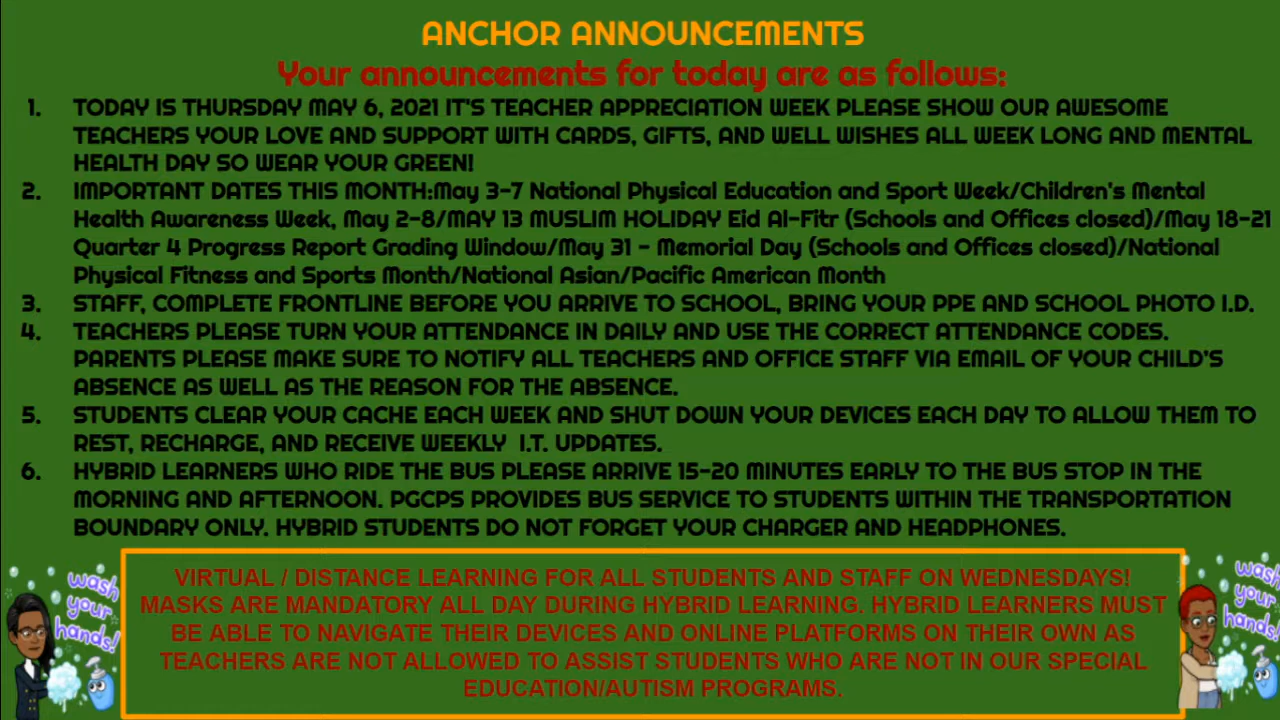 ANCHOR ANNOUNCEMENTS
Your announcements for today are as follows:
1. TODAY IS THURSDAY MAY 6, 2021 IT'S TEACHER APPRECIATION WEEK PLEASE SHOW OUR AWESOME
TEACHERS YOUR LOVE AND SUPPORT WITH CARDS, GIFTS, AND WELL WISHES ALL WEEK LONG AND MENTAL
HEALTH DAY SO WEAR YOUR GREEN!
2. IMPORTANT DATES THIS MONTH:May 3-7 National Physical Education and Sport Week/Children's Mental
Health Awareness Week, May 2-8/MAY 13 MUSLIM HOLIDAY Eid Al-Fitr (Schools and Offices closed)/May 18-21
Quarter 4 Progress Report Grading Window/May 31 - Memorial Day (Schools and Offices closed)/National
Physical Fitness and Sports Month/National Asian/Pacific American Month
3. STAFF, COMPLETE FRONTLINE BEFORE YOU ARRIVE TO SCHOOL, BRING YOUR PPE AND SCHOOL PHOTO I.D.
4. TEACHERS PLEASE TURN YOUR ATTENDANCE IN DAILY AND USE THE CORRECT ATTENDANCE CODES.
PARENTS PLEASE MAKE SURE TO NOTIFY ALL TEACHERS AND OFFICE STAFF VIA EMAIL OF YOUR CHILD'S
ABSENCE AS WELL AS THE REASON FOR THE ABSENCE.
5. STUDENTS CLEAR YOUR CACHE EACH WEEK AND SHUT DOWN YOUR DEVICES EACH DAY TO ALLOW THEM TO
REST, RECHARGE, AND RECEIVE WEEKLY I.T. UPDATES.
6. HYBRID LEARNERS WHO RIDE THE BUS PLEASE ARRIVE 15-20 MINUTES EARLY TO THE BUS STOP IN THE
MORNING AND AFTERNOON. PGCPS PROVIDES BUS SERVICE TO STUDENTS WITHIN THE TRANSPORTATION
BOUNDARY ONLY. HYBRID STUDENTS DO NOT FORGET YOUR CHARGER AND HEADPHONES.
wash
your
hands!
VIRTUAL / DISTANCE LEARNING FOR ALL STUDENTS AND STAFF ON WEDNESDAYS!
MASKS ARE MANDATORY ALL DAY DURING HYBRID LEARNING. HYBRID LEARNERS MUST
BE ABLE TO NAVIGATE THEIR DEVICES AND ONLINE PLATFORMS ON THEIR OWN AS
TEACHERS ARE NOT ALLOWED TO ASSIST STUDENTS WHO ARE NOT IN OUR SPECIAL
EDUCATION/AUTISM PROGRAMS.
wash
your
hands!